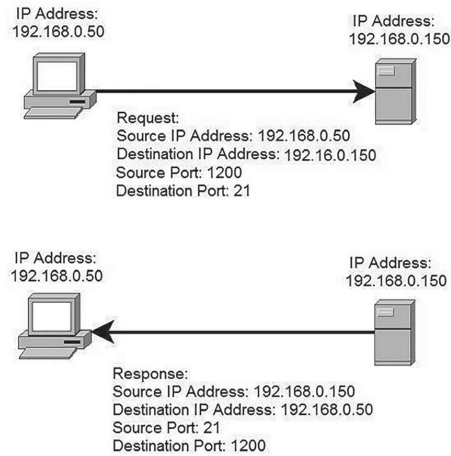 IP Address:
192.168.0.50
IP Address:
192.168.0.150
Request:
Source IP Address: 192.168.0.50
Destination IP Address: 192.16.0.150
Source Port: 1200
Destination Port: 21
IP Address:
192.168.0.50
IP Address:
192.168.0.150
Response:
Source IP Address: 192.168.0.150
Destination IP Address: 192.168.0.50
Source Port: 21
Destination Port: 1200